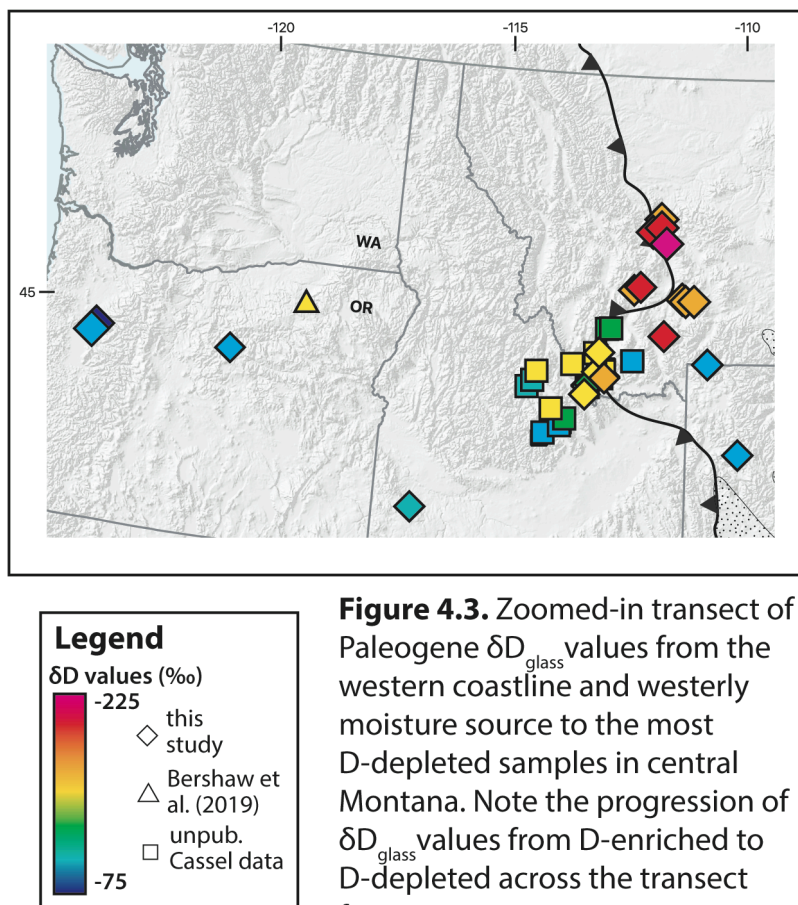 -120 -115 -110
WA
45
OR
Legend
δD values (‰)
-225
this
study
Bershaw et
al. (2019)
unpub.
Cassel data
-75
Figure 4.3. Zoomed-in transect of
Paleogene δDglass values from the
western coastline and westerly
moisture source to the most
D-depleted samples in central
Montana. Note the progression of
δDglass values from D-enriched to
D-depleted across the transect